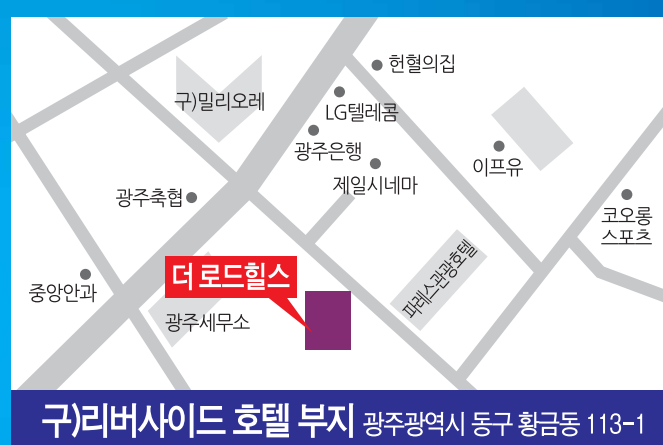 헌혈의집
구)밀리오레
LG텔레콤
광주은행
이프유
제일시네마
광주축협
코오롱
스포츠
더 로드힐스
파레스관광호텔
중앙안과
광주세무소
구)리버사이드 호텔 부지 광주광역시 동구 황금동 113-1